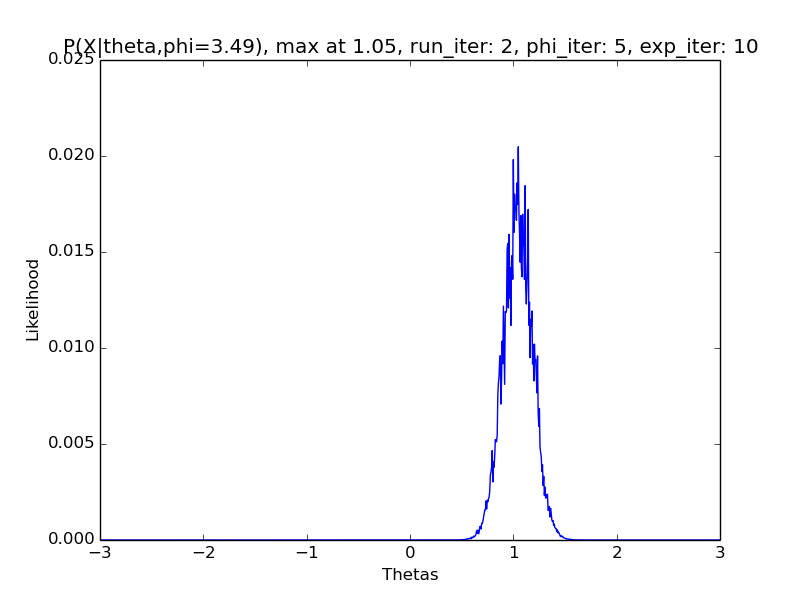 P(X|theta,phi=3.49), max at 1.05, run_iter: 2, phi_iter: 5, exp_iter: 10
0.025
0.020
0.015
0.010
0.005
0.000
Likelihood
−3 −2 −1 0 1 2 3
Thetas